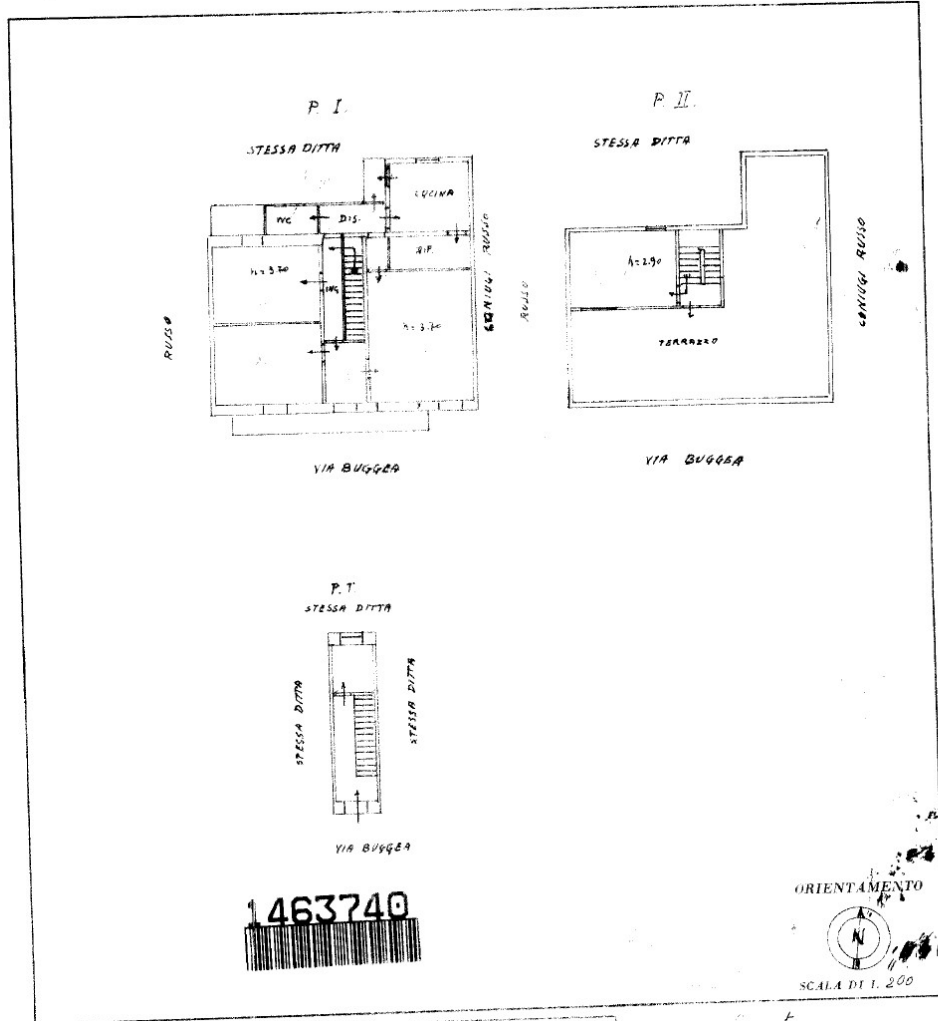 P. I.
STESSA DITTA
CUCINA
WC
DIS.
RIP.
h=3.70
ING
h=3.70
RUSSO
CONIUGI RUSSO
VIA BUGGEA
P. II.
STESSA DITTA
h=2.90
TERRAZZO
RUSSO
CONIUGI RUSSO
VIA BUGGEA
P.T.
STESSA DITTA
STESSA DITTA
STESSA DITTA
VIA BUGGEA
1463740
ORIENTAMENTO
N
SCALA DI 1: 200